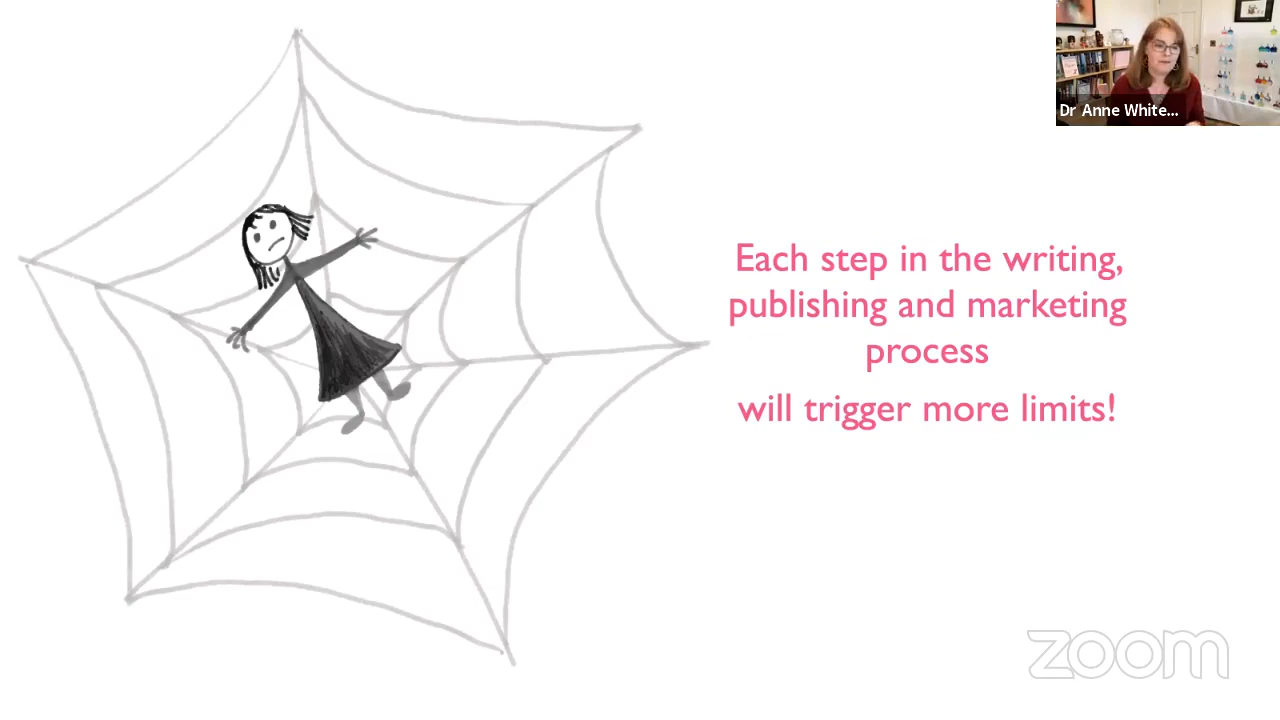 Dr Anne White...
Each step in the writing,
publishing and marketing
process
will trigger more limits!
zoom